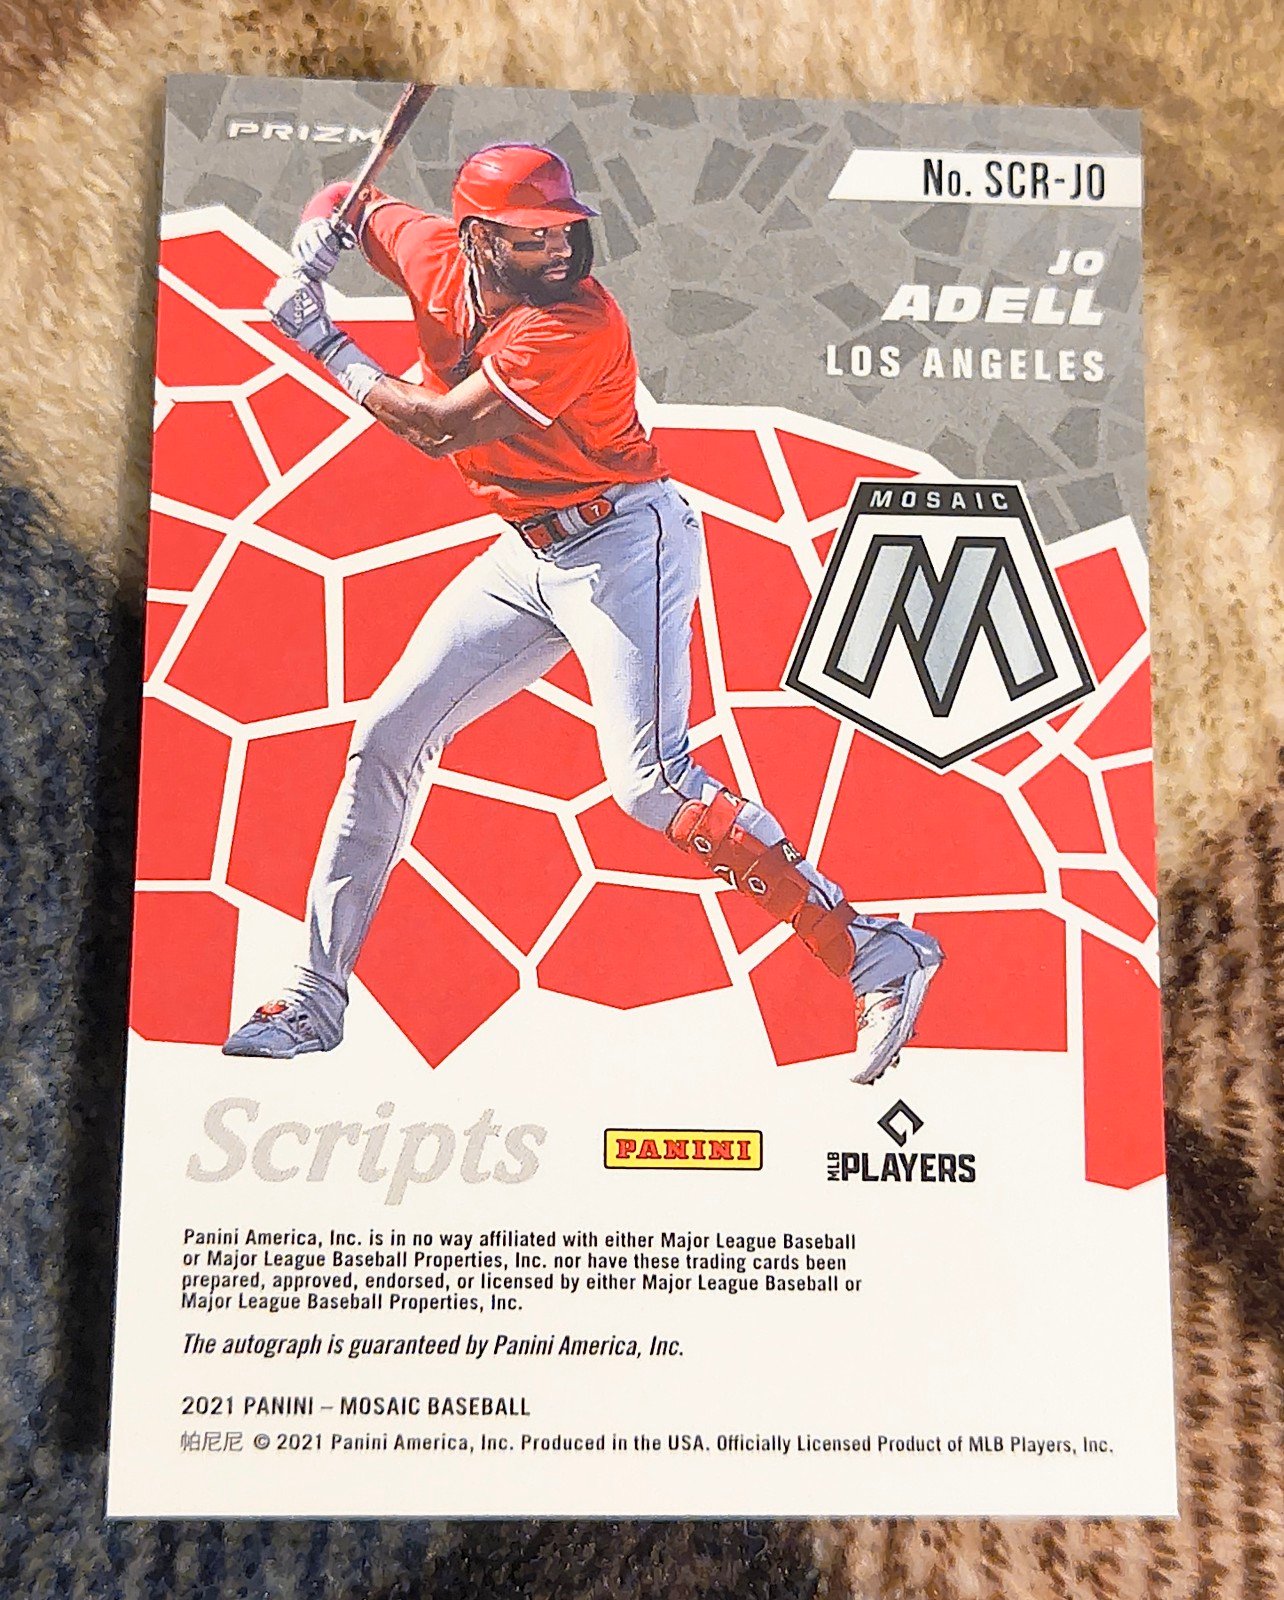 PRIZM
No. SCR-JO
JO
ADELL
LOS ANGELES
MOSAIC
M
7
Scripts
PANINI
MLB PLAYERS
Panini America, Inc. is in no way affiliated with either Major League Baseball
or Major League Baseball Properties, Inc. nor have these trading cards been
prepared, approved, endorsed, or licensed by either Major League Baseball or
Major League Baseball Properties, Inc.
The autograph is guaranteed by Panini America, Inc.
2021 PANINI – MOSAIC BASEBALL
帕尼尼 © 2021 Panini America, Inc. Produced in the USA. Officially Licensed Product of MLB Players, Inc.